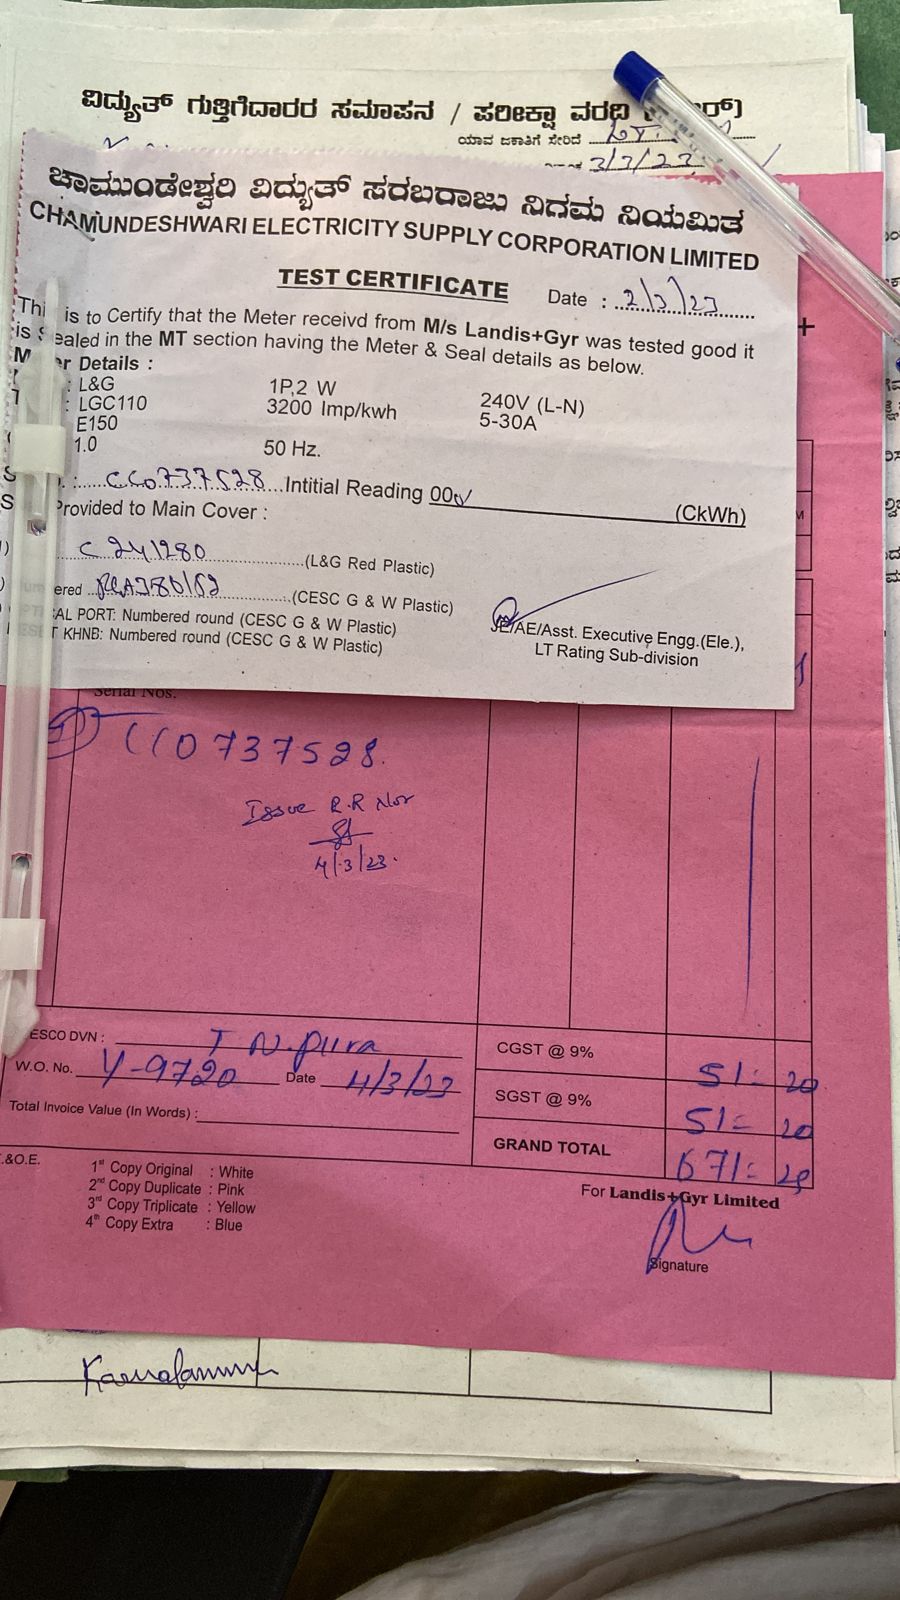 ವಿದ್ಯುತ್ ಗುತ್ತಿಗೆದಾರರ ಸಮಾಪನ / ಪರೀಕ್ಷಾ ವರದಿ
ಯಾವ ಜಕಾತಿಗೆ ಸೇರಿದೆ
3/3/23
ಚಾಮುಂಡೇಶ್ವರಿ ವಿದ್ಯುತ್ ಸರಬರಾಜು ನಿಗಮ ನಿಯಮಿತ
CHAMUNDESHWARI ELECTRICITY SUPPLY CORPORATION LIMITED
TEST CERTIFICATE
Date : 2/3/23
Thi is to Certify that the Meter receivd from M/s Landis+Gyr was tested good it
is Sealed in the MT section having the Meter & Seal details as below.
er Details :
: L&G 1P,2 W 240V (L-N)
: LGC110 3200 Imp/kwh 5-30A
E150
1.0 50 Hz.
CC0737528 Intitial Reading 00 (CkWh)
Provided to Main Cover :
C 241280 (L&G Red Plastic)
ered (CESC G & W Plastic)
AL PORT: Numbered round (CESC G & W Plastic)
T KHNB: Numbered round (CESC G & W Plastic)
JE/AE/Asst. Executive Engg.(Ele.),
LT Rating Sub-division
Serial Nos.
CC0737528.
Issue R.R Nor
4/3/23.
ESCO DVN : T N.pura
W.O. No. Y-9720 Date 4/3/23
Total Invoice Value (In Words) :
CGST @ 9% 51= 20
SGST @ 9% 51= 20
GRAND TOTAL 671=
.&O.E.
1st Copy Original : White
2nd Copy Duplicate : Pink
3rd Copy Triplicate : Yellow
4th Copy Extra : Blue
For Landis+Gyr Limited
Signature